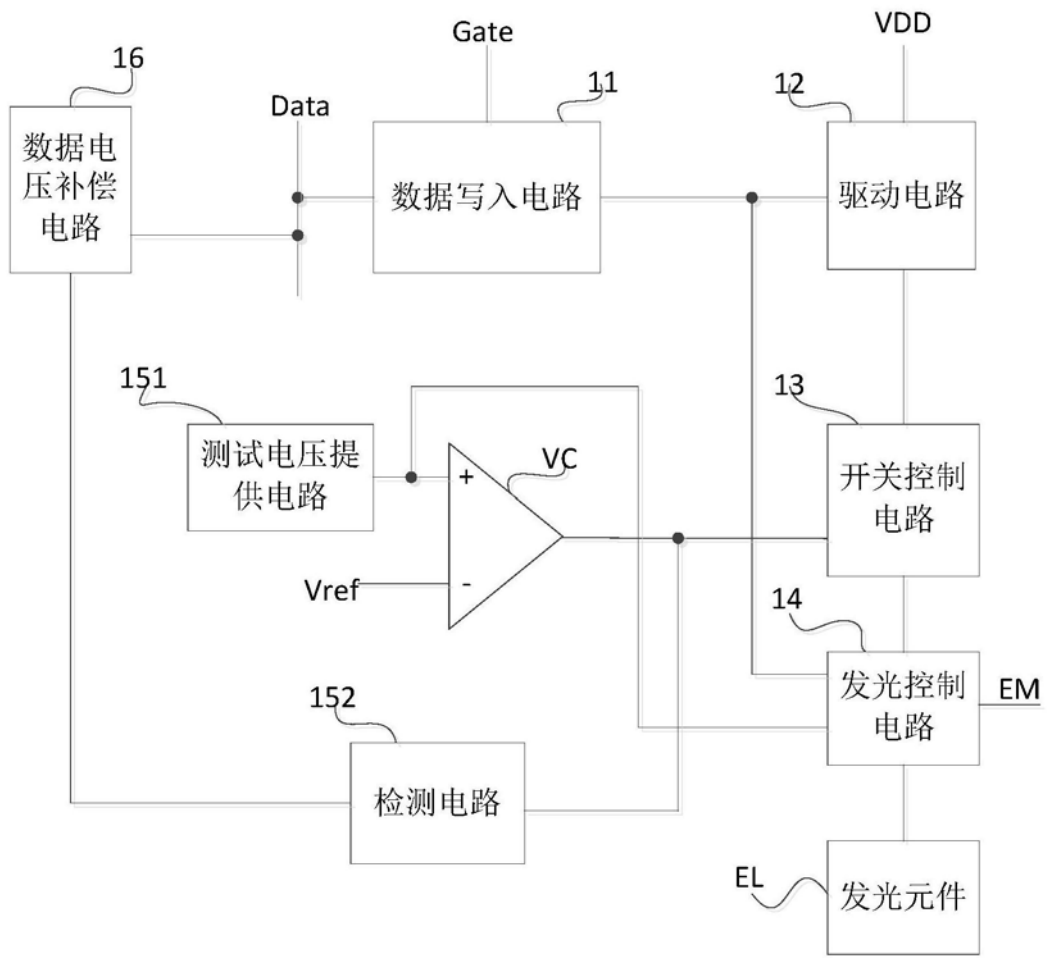 Gate
VDD
16
11
12
Data
数据电
压补偿
电路
数据写入电路
驱动电路
151
13
测试电压提
供电路
+
VC
开关控制
电路
Vref
-
14
152
发光控制
电路
EM
检测电路
EL
发光元件